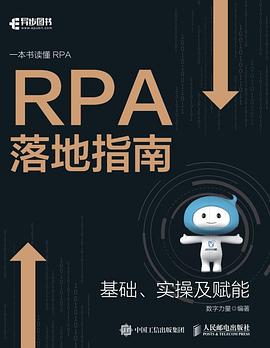 异步图书
www.epubit.com
一本书读懂 RPA
RPA
落地指南
基础、实操及赋能
数字力量◎编著
中国工信出版集团
人民邮电出版社
POSTS & TELECOM PRESS